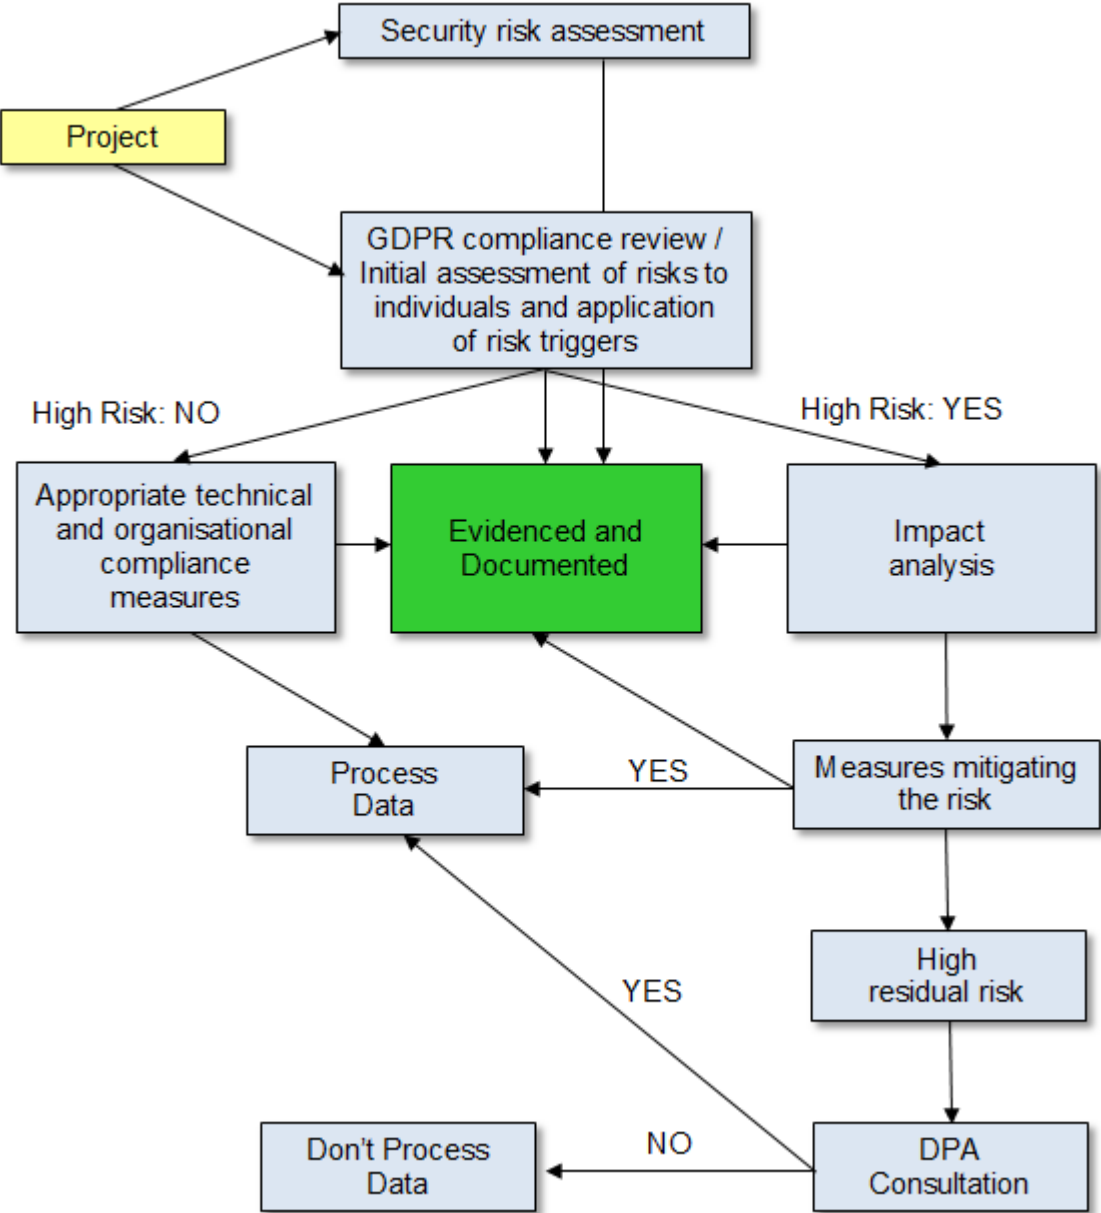 Security risk assessment
Project
GDPR compliance review /
Initial assessment of risks to
individuals and application
of risk triggers
High Risk: NO
High Risk: YES
Appropriate technical
and organisational
compliance
measures
Evidenced and
Documented
Impact
analysis
Process
Data
YES
Measures mitigating
the risk
High
residual risk
YES
Don't Process
Data
NO
DPA
Consultation